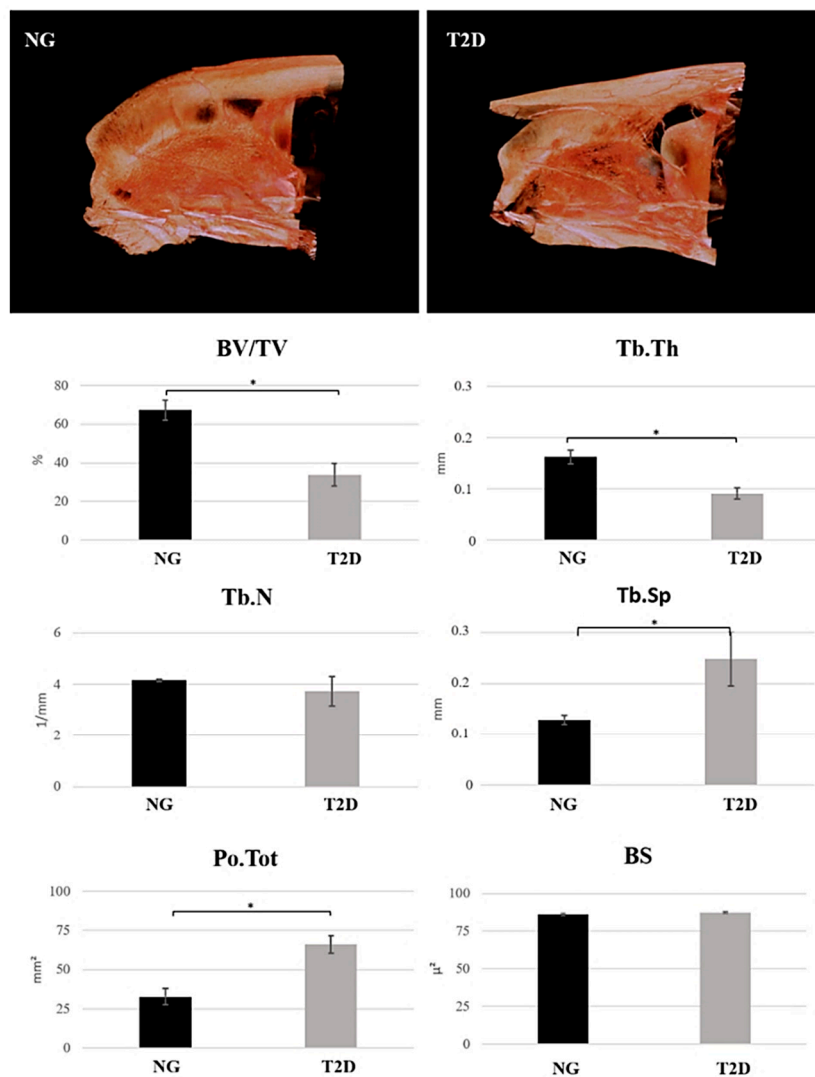 NG
T2D
BV/TV
80
60
40
20
0
%
*
NG
T2D
Tb.Th
0.3
0.2
0.1
0
mm
*
NG
T2D
Tb.N
6
4
2
0
1/mm
NG
T2D
Tb.Sp
0.3
0.2
0.1
0
mm
*
NG
T2D
Po.Tot
100
75
50
25
0
mm²
*
NG
T2D
BS
100
75
50
25
0
µ²
NG
T2D